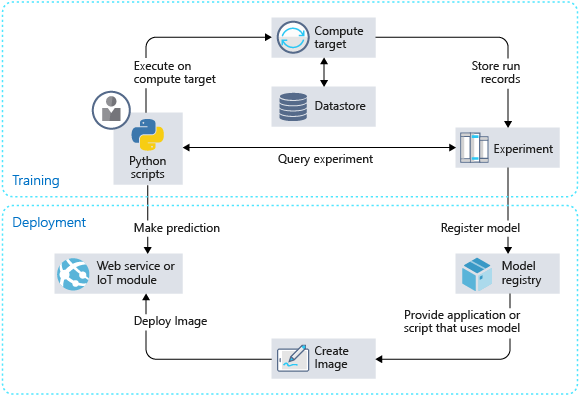 Compute
target
Execute on
compute target
Store run
records
Datastore
Python
scripts
Query experiment
Experiment
Training
Deployment
Make prediction
Register model
Web service or
IoT module
Model
registry
Deploy Image
Provide application or
script that uses model
Create
Image